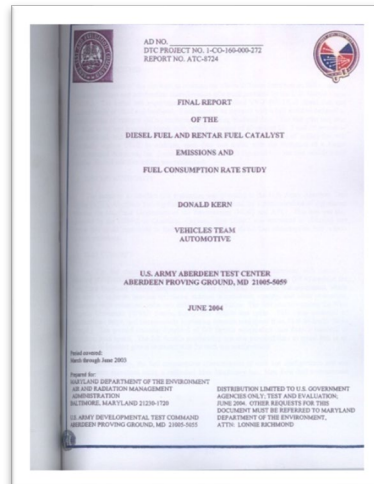 AD NO.
DTC PROJECT NO. 1-CO-160-000-272
REPORT NO. ATC-8724
FINAL REPORT
OF THE
DIESEL FUEL AND RENTAR FUEL CATALYST
EMISSIONS AND
FUEL CONSUMPTION RATE STUDY
DONALD KERN
VEHICLES TEAM
AUTOMOTIVE
U.S. ARMY ABERDEEN TEST CENTER
ABERDEEN PROVING GROUND, MD 21005-5059
JUNE 2004
Period covered:
March through June 2003
Prepared for:
MARYLAND DEPARTMENT OF THE ENVIRONMENT
AIR AND RADIATION MANAGEMENT
ADMINISTRATION
BALTIMORE, MARYLAND 21230-1720
U.S. ARMY DEVELOPMENTAL TEST COMMAND
ABERDEEN PROVING GROUND, MD 21005-5055
DISTRIBUTION LIMITED TO U.S. GOVERNMENT
AGENCIES ONLY; TEST AND EVALUATION;
JUNE 2004. OTHER REQUESTS FOR THIS
DOCUMENT MUST BE REFERRED TO MARYLAND
DEPARTMENT OF THE ENVIRONMENT,
ATTN: LONNIE RICHMOND